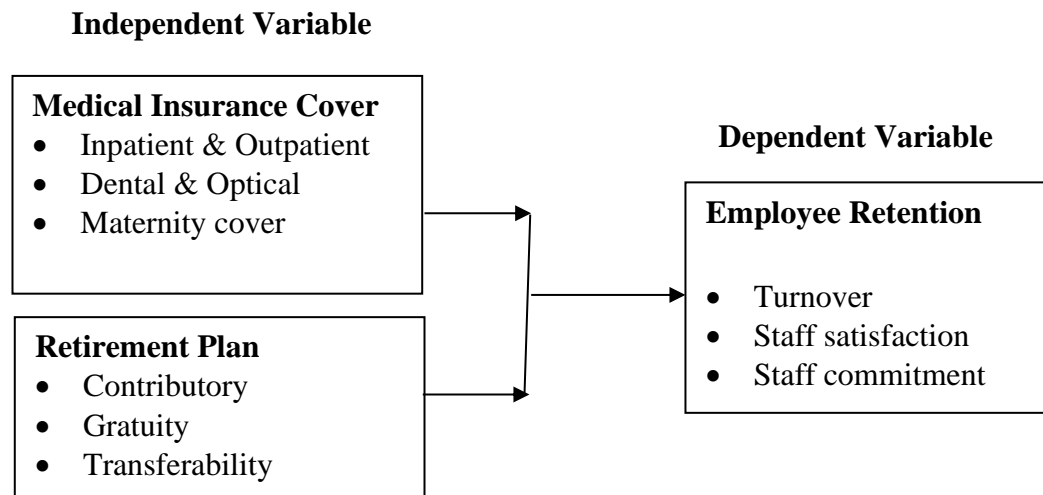 Independent Variable
Medical Insurance Cover
• Inpatient & Outpatient
• Dental & Optical
• Maternity cover
Retirement Plan
• Contributory
• Gratuity
• Transferability
Dependent Variable
Employee Retention
• Turnover
• Staff satisfaction
• Staff commitment